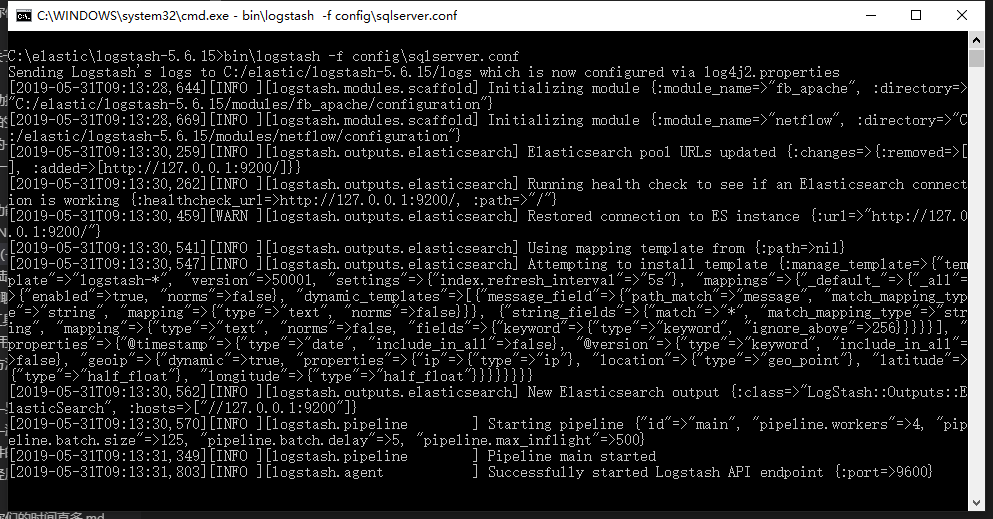 C:\WINDOWS\system32\cmd.exe - bin\logstash  -f config\sqlserver.conf
C:\elastic\logstash-5.6.15>bin\logstash -f config\sqlserver.conf
Sending Logstash's logs to C:/elastic/logstash-5.6.15/logs which is now configured via log4j2.properties
[2019-05-31T09:13:28,644][INFO ][logstash.modules.scaffold] Initializing module {:module_name=>"fb_apache", :directory=>
"C:/elastic/logstash-5.6.15/modules/fb_apache/configuration"}
[2019-05-31T09:13:28,669][INFO ][logstash.modules.scaffold] Initializing module {:module_name=>"netflow", :directory=>"C
:/elastic/logstash-5.6.15/modules/netflow/configuration"}
[2019-05-31T09:13:30,259][INFO ][logstash.outputs.elasticsearch] Elasticsearch pool URLs updated {:changes=>{:removed=>[
], :added=>[http://127.0.0.1:9200/]}}
[2019-05-31T09:13:30,262][INFO ][logstash.outputs.elasticsearch] Running health check to see if an Elasticsearch connect
ion is working {:healthcheck_url=>http://127.0.0.1:9200/, :path=>"/"}
[2019-05-31T09:13:30,459][WARN ][logstash.outputs.elasticsearch] Restored connection to ES instance {:url=>"http://127.0
.0.1:9200/"}
[2019-05-31T09:13:30,541][INFO ][logstash.outputs.elasticsearch] Using mapping template from {:path=>nil}
[2019-05-31T09:13:30,547][INFO ][logstash.outputs.elasticsearch] Attempting to install template {:manage_template=>{"tem
plate"=>"logstash-*", "version"=>50001, "settings"=>{"index.refresh_interval"=>"5s"}, "mappings"=>{"_default_"=>{"_all"=
>{"enabled"=>true, "norms"=>false}, "dynamic_templates"=>[{"message_field"=>{"path_match"=>"message", "match_mapping_typ
e"=>"string", "mapping"=>{"type"=>"text", "norms"=>false}}}, {"string_fields"=>{"match"=>"*", "match_mapping_type"=>"str
ing", "mapping"=>{"type"=>"text", "norms"=>false, "fields"=>{"keyword"=>{"type"=>"keyword", "ignore_above"=>256}}}}}], "
properties"=>{"@timestamp"=>{"type"=>"date", "include_in_all"=>false}, "@version"=>{"type"=>"keyword", "include_in_all"=
>false}, "geoip"=>{"dynamic"=>true, "properties"=>{"ip"=>{"type"=>"ip"}, "location"=>{"type"=>"geo_point"}, "latitude"=>
{"type"=>"half_float"}, "longitude"=>{"type"=>"half_float"}}}}}}}}
[2019-05-31T09:13:30,562][INFO ][logstash.outputs.elasticsearch] New Elasticsearch output {:class=>"LogStash::Outputs::E
lasticSearch", :hosts=>["//127.0.0.1:9200"]}
[2019-05-31T09:13:30,570][INFO ][logstash.pipeline        ] Starting pipeline {"id"=>"main", "pipeline.workers"=>4, "pip
eline.batch.size"=>125, "pipeline.batch.delay"=>5, "pipeline.max_inflight"=>500}
[2019-05-31T09:13:31,349][INFO ][logstash.pipeline        ] Pipeline main started
[2019-05-31T09:13:31,803][INFO ][logstash.agent           ] Successfully started Logstash API endpoint {:port=>9600}